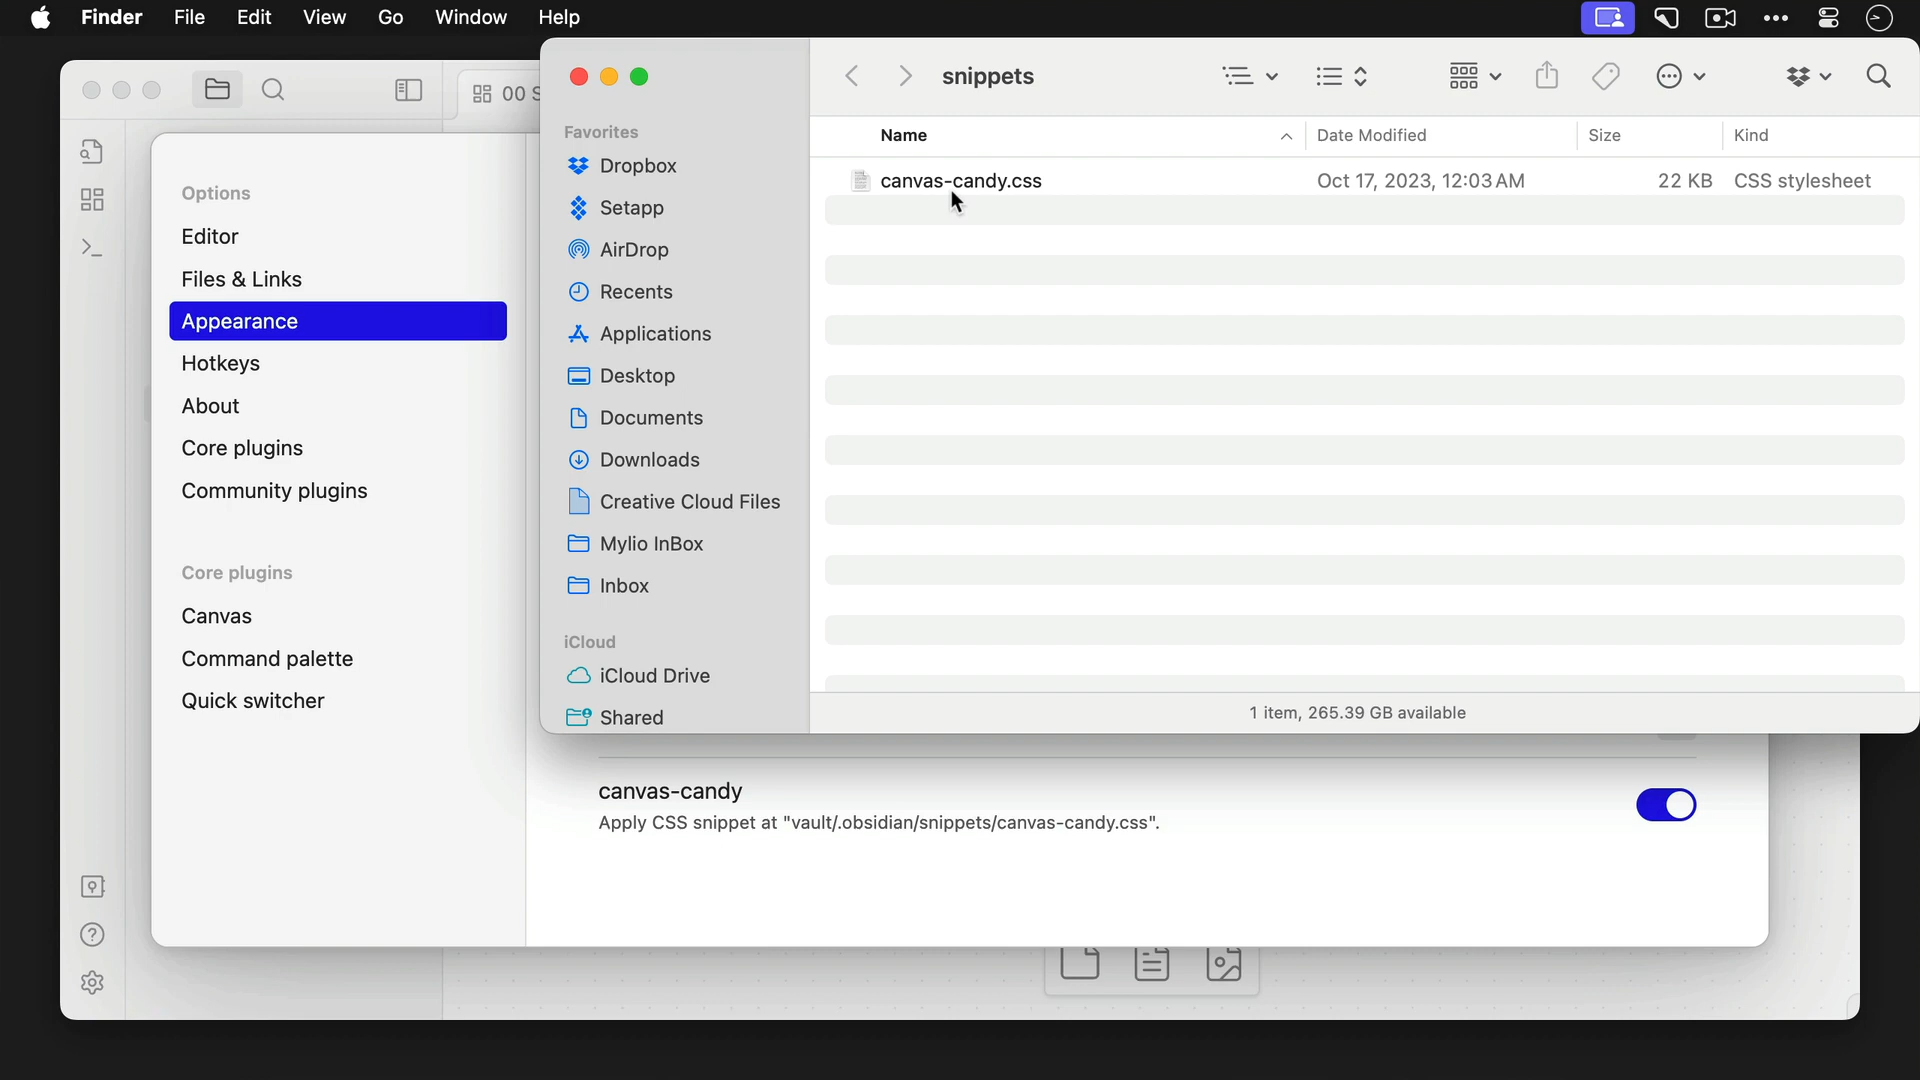 Finder File Edit View Go Window Help
snippets
00 S
Favorites
Name Date Modified Size Kind
Dropbox
canvas-candy.css Oct 17, 2023, 12:03 AM 22 KB CSS stylesheet
Options
Setapp
Editor
AirDrop
Files & Links
Recents
Appearance
Applications
Hotkeys
Desktop
About
Documents
Core plugins
Downloads
Community plugins
Creative Cloud Files
Mylio InBox
Core plugins
Inbox
Canvas
iCloud
Command palette
iCloud Drive
Quick switcher
Shared
1 item, 265.39 GB available
canvas-candy
Apply CSS snippet at "vault/.obsidian/snippets/canvas-candy.css".